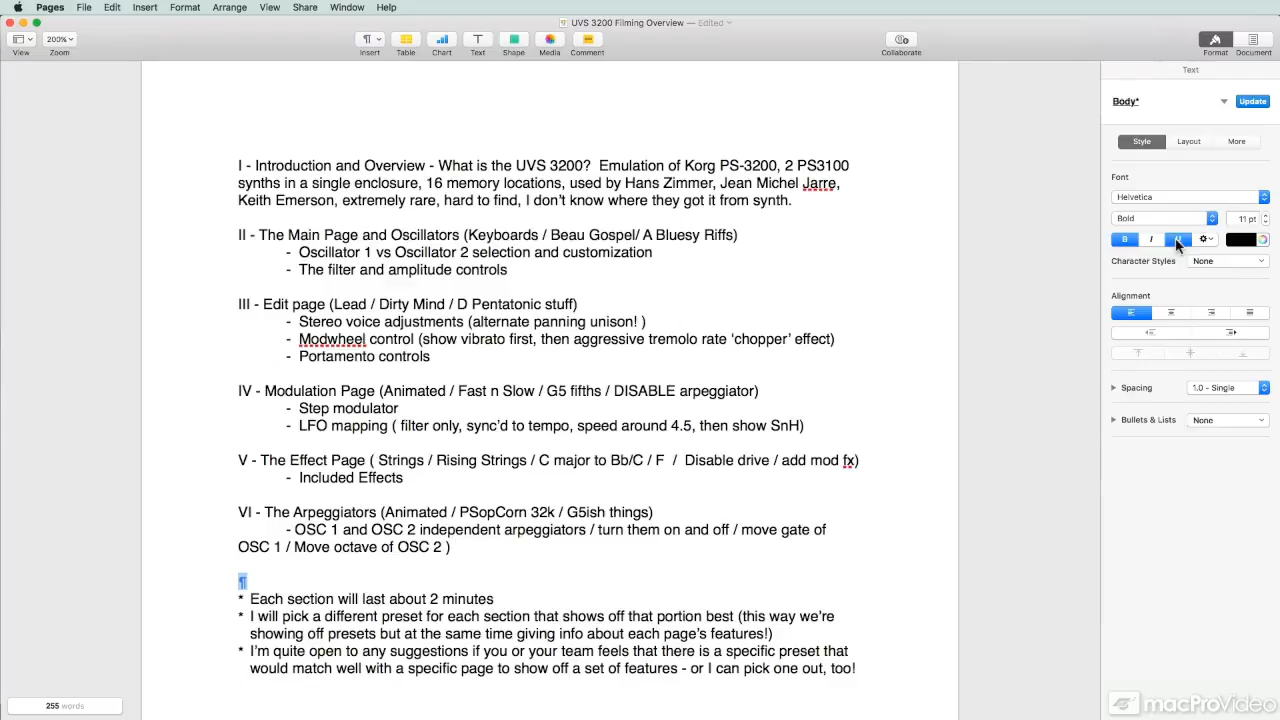 Pages File Edit Insert Format Arrange View Share Window Help
UVS 3200 Filming Overview — Edited
200%
View Zoom Insert Table Chart Text Shape Media Comment Collaborate Format Document
Text
Body* Update
Style Layout More
Font
Helvetica
Bold 11 pt
B I U
Character Styles None
Alignment
Spacing 1.0 - Single
Bullets & Lists None
I - Introduction and Overview - What is the UVS 3200? Emulation of Korg PS-3200, 2 PS3100
synths in a single enclosure, 16 memory locations, used by Hans Zimmer, Jean Michel Jarre,
Keith Emerson, extremely rare, hard to find, I don't know where they got it from synth.
II - The Main Page and Oscillators (Keyboards / Beau Gospel/ A Bluesy Riffs)
- Oscillator 1 vs Oscillator 2 selection and customization
- The filter and amplitude controls
III - Edit page (Lead / Dirty Mind / D Pentatonic stuff)
- Stereo voice adjustments (alternate panning unison! )
- Modwheel control (show vibrato first, then aggressive tremolo rate 'chopper' effect)
- Portamento controls
IV - Modulation Page (Animated / Fast n Slow / G5 fifths / DISABLE arpeggiator)
- Step modulator
- LFO mapping ( filter only, sync'd to tempo, speed around 4.5, then show SnH)
V - The Effect Page ( Strings / Rising Strings / C major to Bb/C / F / Disable drive / add mod fx)
- Included Effects
VI - The Arpeggiators (Animated / PSopCorn 32k / G5ish things)
- OSC 1 and OSC 2 independent arpeggiators / turn them on and off / move gate of
OSC 1 / Move octave of OSC 2 )
¶
* Each section will last about 2 minutes
* I will pick a different preset for each section that shows off that portion best (this way we're
showing off presets but at the same time giving info about each page's features!)
* I'm quite open to any suggestions if you or your team feels that there is a specific preset that
would match well with a specific page to show off a set of features - or I can pick one out, too!
255 words
macProVideo